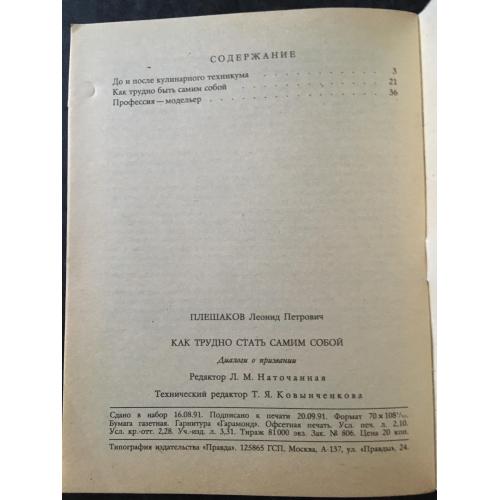 СОДЕРЖАНИЕ
До и после кулинарного техникума . . . . . . . . 3
Как трудно быть самим собой . . . . . . . . . 21
Профессия — модельер . . . . . . . . . . 36
ПЛЕШАКОВ Леонид Петрович
КАК ТРУДНО СТАТЬ САМИМ СОБОЙ
Диалоги о призвании
Редактор Л. М. Наточанная
Технический редактор Т. Я. Ковынченкова
Сдано в набор 16.08.91. Подписано к печати 20.09.91. Формат 70 × 108¹/₃₂.
Бумага газетная. Гарнитура «Гарамонд». Офсетная печать. Усл. печ. л. 2,10.
Усл. кр.-отт. 2,28. Уч.-изд. л. 3,31. Тираж 81 000 экз. Зак. № 806. Цена 20 коп.
Типография издательства «Правда». 125865 ГСП, Москва, А-137, ул. «Правды», 24.